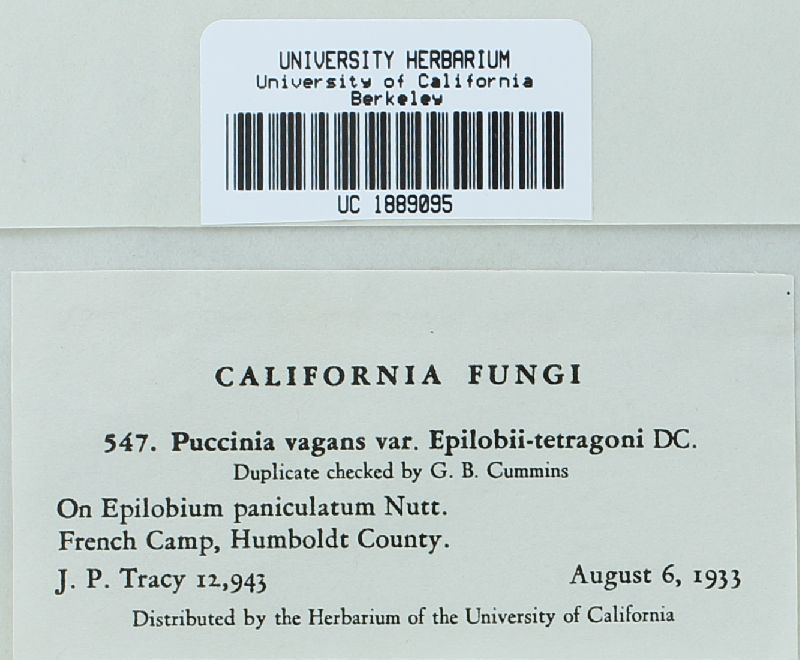 UNIVERSITY HERBARIUM
University of California
Berkeley
UC 1889095
CALIFORNIA FUNGI
547. Puccinia vagans var. Epilobii-tetragoni DC.
Duplicate checked by G. B. Cummins
On Epilobium paniculatum Nutt.
French Camp, Humboldt County.
J. P. Tracy 12,943 August 6, 1933
Distributed by the Herbarium of the University of California